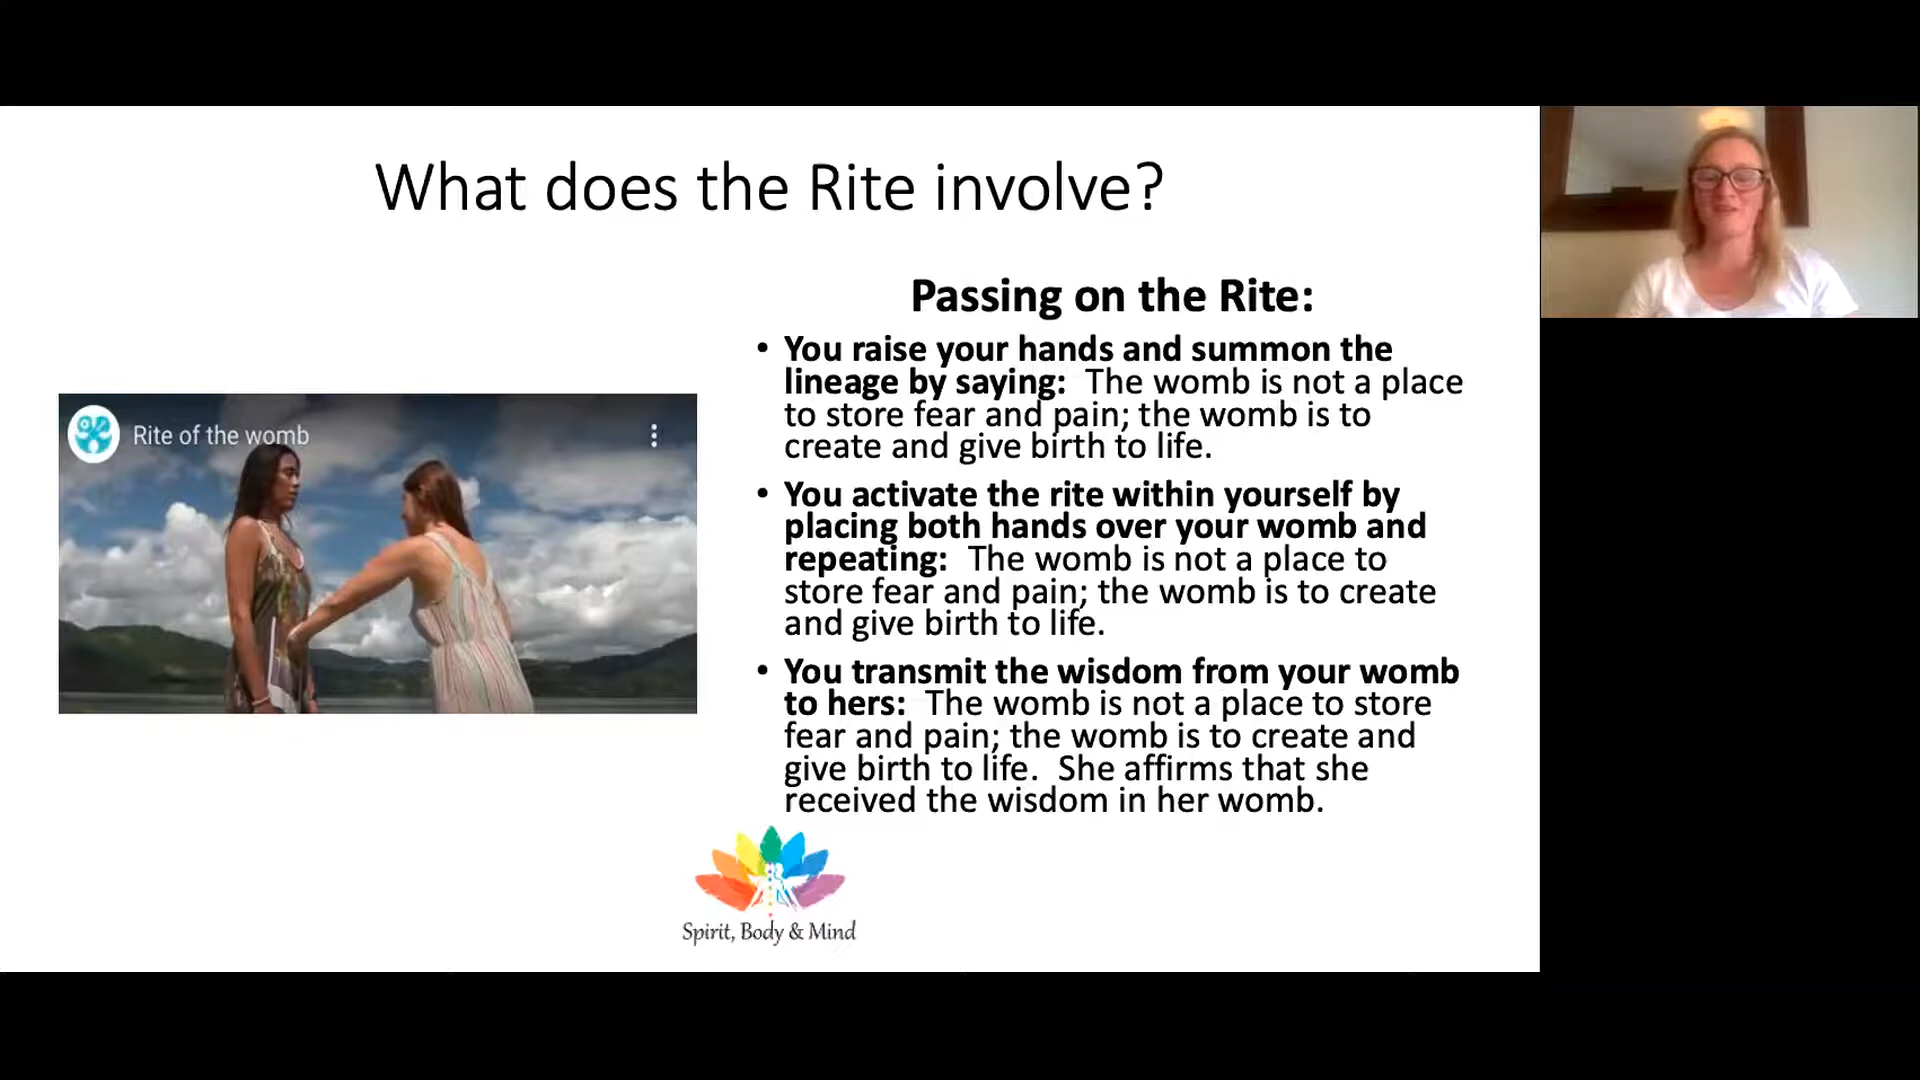 What does the Rite involve?
Rite of the womb
Passing on the Rite:
• You raise your hands and summon the
lineage by saying: The womb is not a place
to store fear and pain; the womb is to
create and give birth to life.
• You activate the rite within yourself by
placing both hands over your womb and
repeating: The womb is not a place to
store fear and pain; the womb is to create
and give birth to life.
• You transmit the wisdom from your womb
to hers: The womb is not a place to store
fear and pain; the womb is to create and
give birth to life. She affirms that she
received the wisdom in her womb.
Spirit, Body & Mind